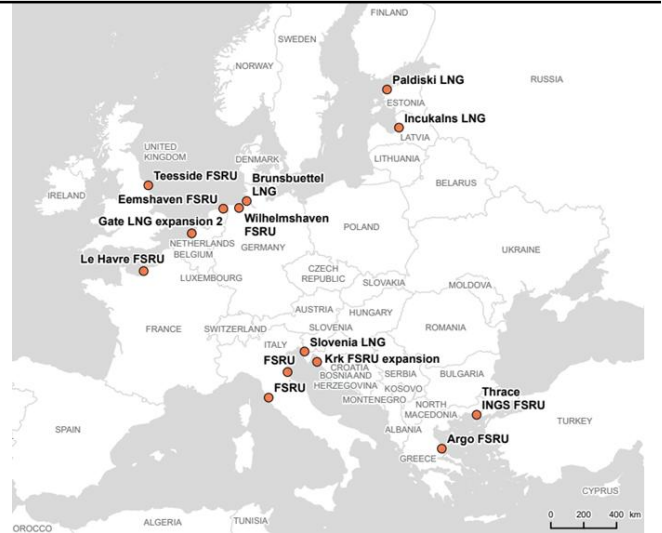 FINLAND
SWEDEN
NORWAY
Paldiski LNG
RUSSIA
ESTONIA
Incukalns LNG
LATVIA
UNITED
KINGDOM
DENMARK
LITHUANIA
Teesside FSRU
Brunsbuettel
LNG
BELARUS
IRELAND
Eemshaven FSRU
Gate LNG expansion 2
Wilhelmshaven
FSRU
POLAND
NETHERLANDS
GERMANY
BELGIUM
UKRAINE
Le Havre FSRU
LUXEMBOURG
CZECH
REPUBLIC
SLOVAKIA
MOLDOVA
AUSTRIA
HUNGARY
FRANCE
SWITZERLAND
SLOVENIA
ROMANIA
ITALY
Slovenia LNG
FSRU
Krk FSRU expansion
CROATIA
BOSNIA AND
HERZEGOVINA
SERBIA
BULGARIA
FSRU
KOSOVO
MONTENEGRO
Thrace
INGS FSRU
NORTH
MACEDONIA
SPAIN
ALBANIA
TURKEY
Argo FSRU
GREECE
CYPRUS
OROCCO
ALGERIA
TUNISIA
0 200 400 km